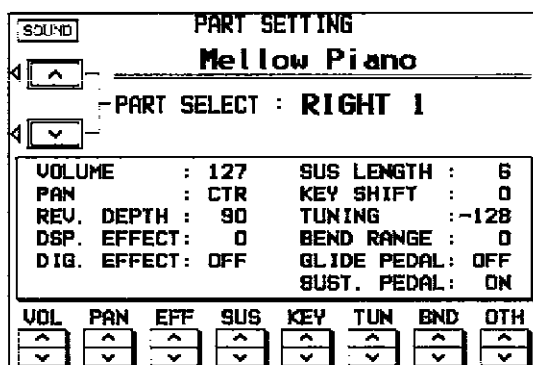 SOUND
PART SETTING
Mellow Piano
PART SELECT : RIGHT 1
VOLUME : 127 SUS LENGTH : 6
PAN : CTR KEY SHIFT : 0
REV. DEPTH : 90 TUNING :-128
DSP. EFFECT: 0 BEND RANGE : 0
DIG. EFFECT: OFF GLIDE PEDAL: OFF
SUST. PEDAL: ON
VOL PAN EFF SUS KEY TUN BND OTH